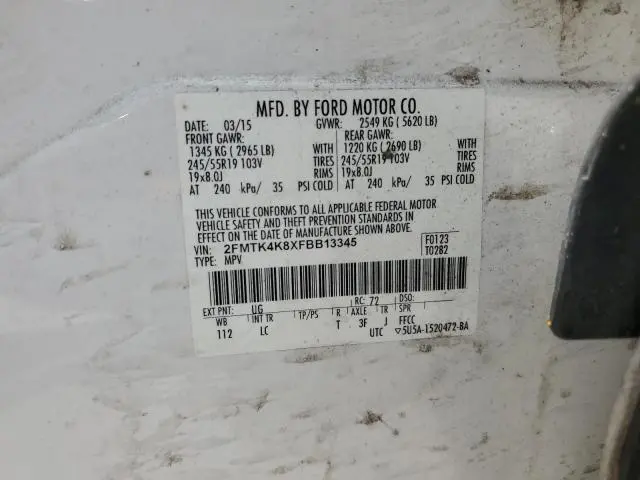 MFD. BY FORD MOTOR CO.
DATE: 03/15 GVWR: 2549 KG ( 5620 LB)
FRONT GAWR: REAR GAWR:
1345 KG ( 2965 LB) WITH 1220 KG ( 2690 LB) WITH
245/55R19 103V TIRES 245/55R19 103V TIRES
19x8.0J RIMS 19x8.0J RIMS
AT 240 kPa/ 35 PSI COLD AT 240 kPa/ 35 PSI COLD
THIS VEHICLE CONFORMS TO ALL APPLICABLE FEDERAL MOTOR
VEHICLE SAFETY AND THEFT PREVENTION STANDARDS IN
EFFECT ON THE DATE OF MANUFACTURE SHOWN ABOVE.
VIN: 2FMTK4K8XFBB13345 F0123
TYPE: MPV T0282
EXT PNT: UG RC: 72 DSO:
WB INT TR TP/PS R AXLE TR SPR
112 LC T 3F J FFCC
UTC ▽5U5A-1520472-BA